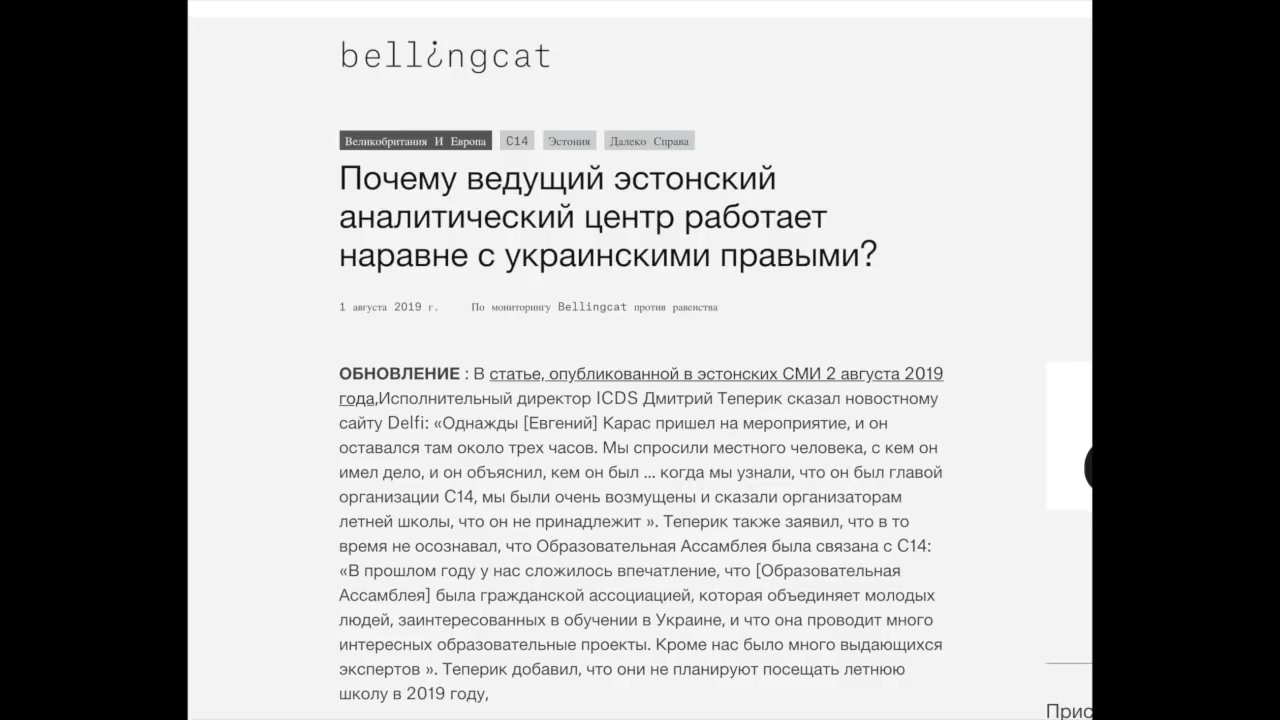 bell¿ngcat
Великобритания И Европа C14 Эстония Далеко Справа
Почему ведущий эстонский
аналитический центр работает
наравне с украинскими правыми?
1 августа 2019 г. По мониторингу Bellingcat против равенства
ОБНОВЛЕНИЕ : В статье, опубликованной в эстонских СМИ 2 августа 2019
года,Исполнительный директор ICDS Дмитрий Теперик сказал новостному
сайту Delfi: «Однажды [Евгений] Карас пришел на мероприятие, и он
оставался там около трех часов. Мы спросили местного человека, с кем он
имел дело, и он объяснил, кем он был ... когда мы узнали, что он был главой
организации C14, мы были очень возмущены и сказали организаторам
летней школы, что он не принадлежит ». Теперик также заявил, что в то
время не осознавал, что Образовательная Ассамблея была связана с C14:
«В прошлом году у нас сложилось впечатление, что [Образовательная
Ассамблея] была гражданской ассоциацией, которая объединяет молодых
людей, заинтересованных в обучении в Украине, и что она проводит много
интересных образовательные проекты. Кроме нас было много выдающихся
экспертов ». Теперик добавил, что они не планируют посещать летнюю
школу в 2019 году,
Прис